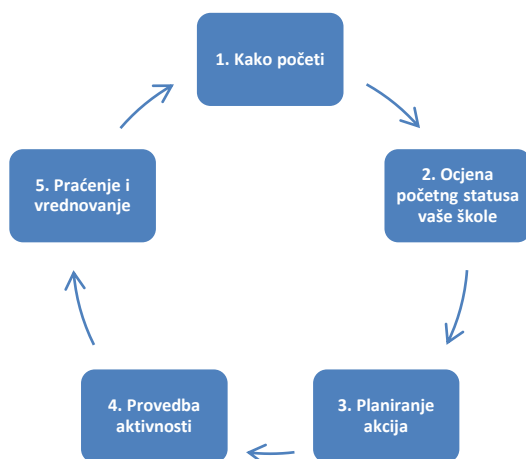 1. Kako početi
2. Ocjena
početng statusa
vaše škole
3. Planiranje
akcija
4. Provedba
aktivnosti
5. Praćenje i
vrednovanje